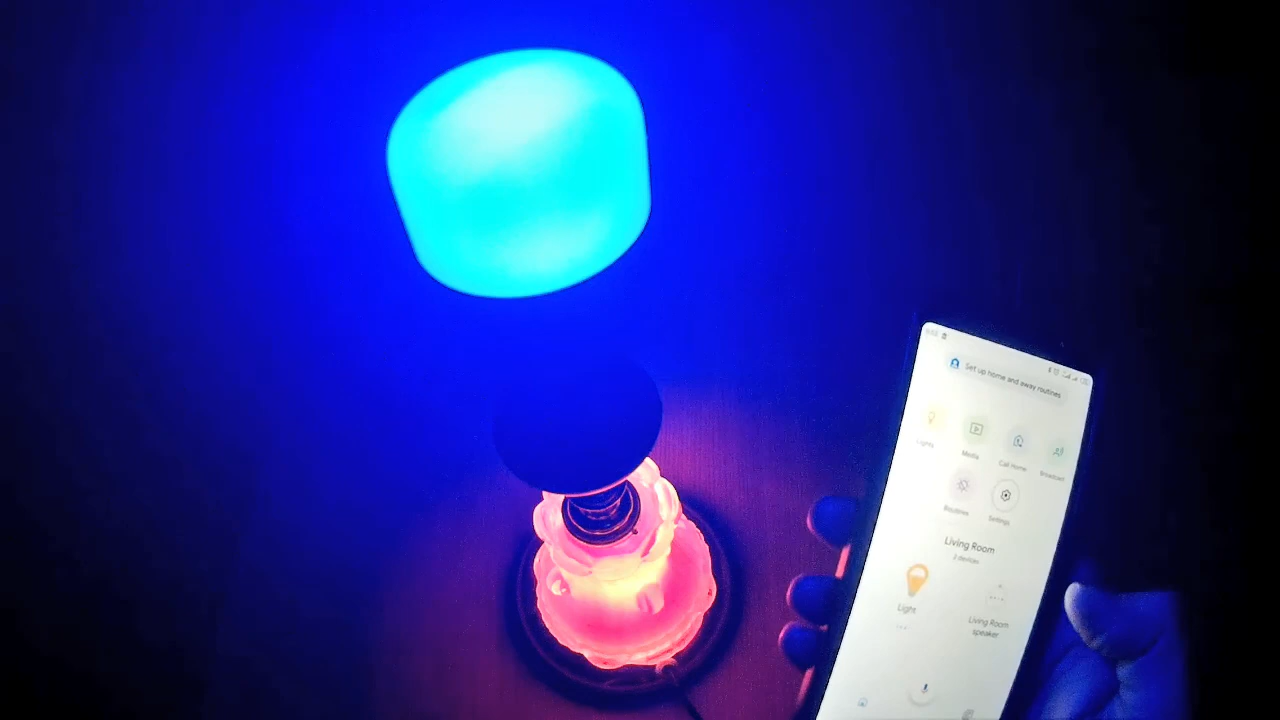 Set up home and away routines
Lights
Media
Call Home
Broadcast
Routines
Settings
Living Room
2 devices
Light
Living Room
speaker